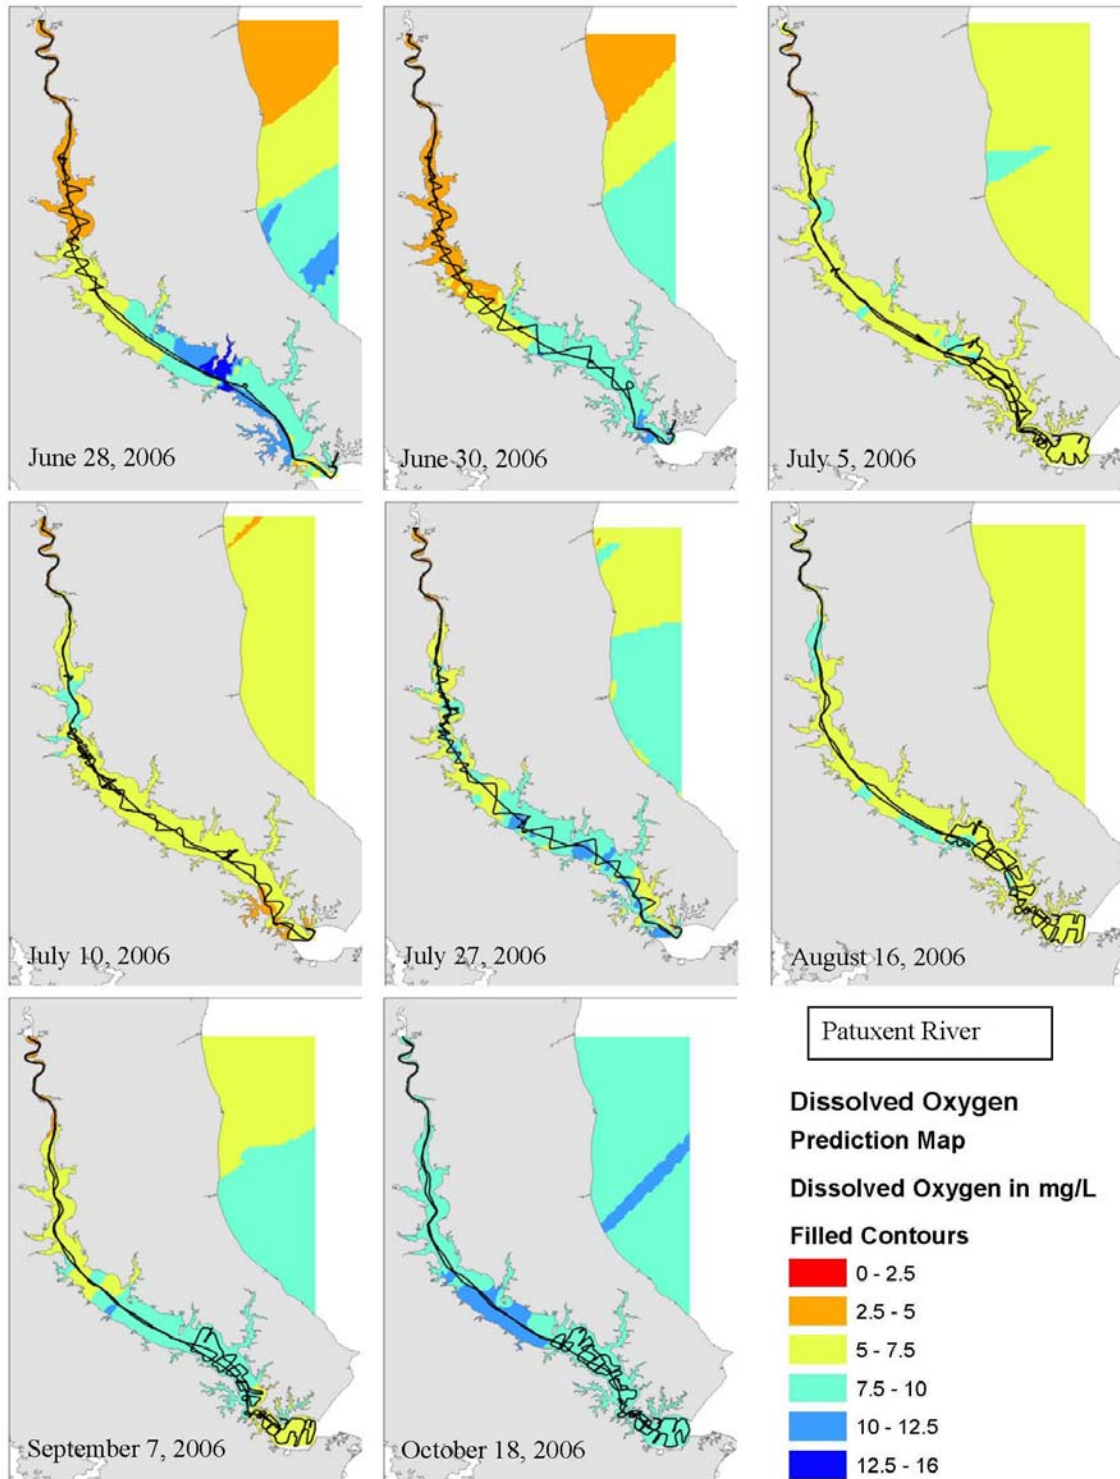 June 28, 2006
June 30, 2006
July 5, 2006
July 10, 2006
July 27, 2006
August 16, 2006
September 7, 2006
October 18, 2006
Patuxent River
Dissolved Oxygen
Prediction Map
Dissolved Oxygen in mg/L
Filled Contours
0 - 2.5
2.5 - 5
5 - 7.5
7.5 - 10
10 - 12.5
12.5 - 16